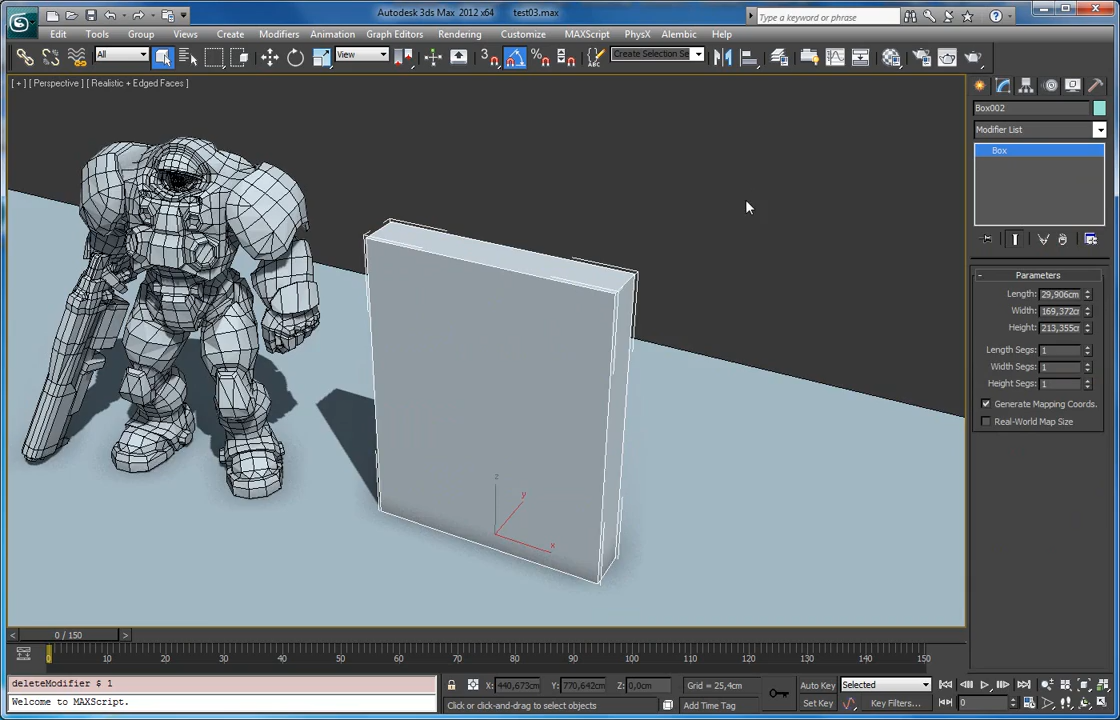 Autodesk 3ds Max 2012 x64 test03.max
Type a keyword or phrase
Edit Tools Group Views Create Modifiers Animation Graph Editors Rendering Customize MAXScript PhysX Alembic Help
All View 3 Create Selection Se
[ + ] [ Perspective ] [ Realistic + Edged Faces ]
Box002
Modifier List
Box
- Parameters
Length: 29,906cm
Width: 169,372c
Height: 213,355c
Length Segs: 1
Width Segs: 1
Height Segs: 1
Generate Mapping Coords.
Real-World Map Size
z
y
x
< 0 / 150 >
0 10 20 30 40 50 60 70 80 90 100 110 120 130 140 150
deleteModifier $ 1
Welcome to MAXScript.
X: 440,673cm Y: 770,642cm Z: 0,0cm Grid = 25,4cm
Click or click-and-drag to select objects
Add Time Tag
Auto Key Selected
Set Key Key Filters... 0